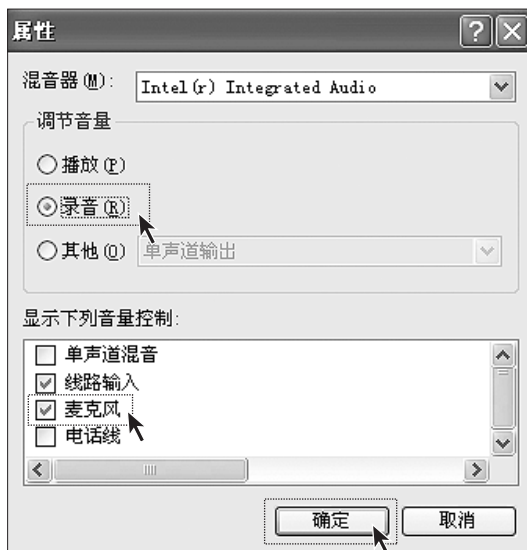 属性
混音器(M): Intel(r) Integrated Audio
调节音量
播放(P)
录音(R)
其他(O) 单声道输出
显示下列音量控制:
单声道混音
线路输入
麦克风
电话线
确定 取消